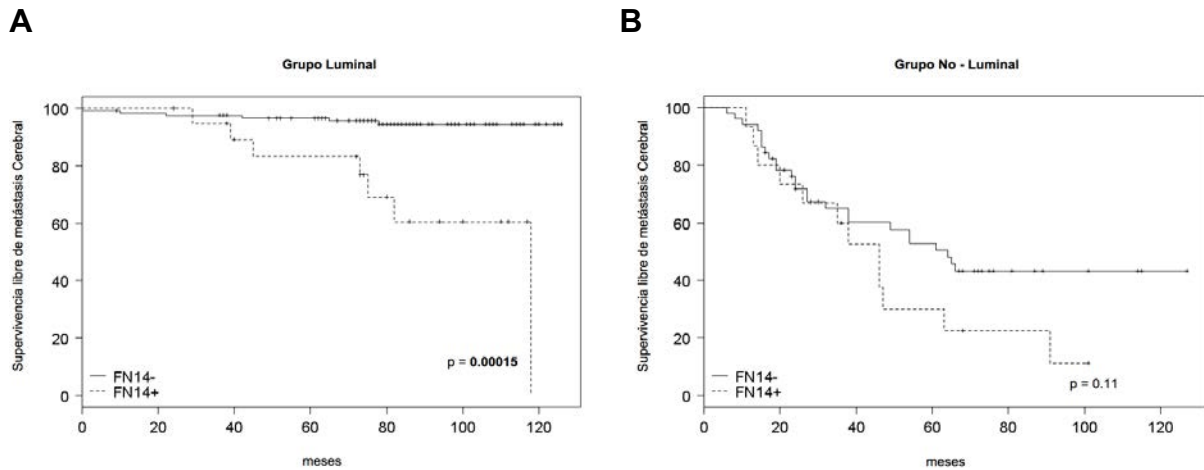 A
Grupo Luminal
Supervivencia libre de metástasis Cerebral
100
80
60
40
20
0
FN14-
FN14+
p = 0.00015
0 20 40 60 80 100 120
meses
B
Grupo No - Luminal
Supervivencia libre de metástasis Cerebral
100
80
60
40
20
0
FN14-
FN14+
p = 0.11
0 20 40 60 80 100 120
meses